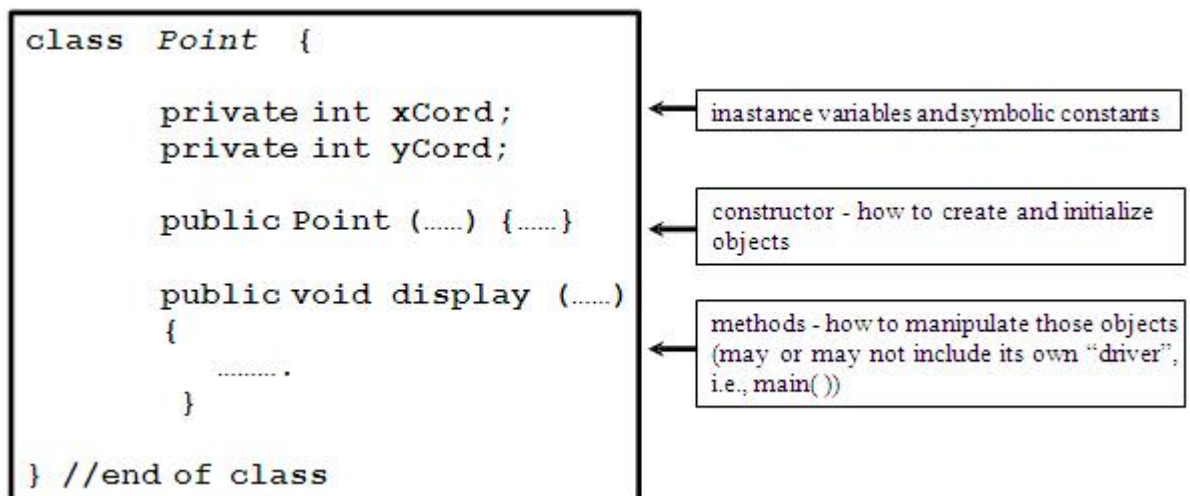 class Point {
private int xCord;
private int yCord;
public Point (......) {......}
public void display (......)
{
......... .
}
} //end of class
inastance variables and symbolic constants
constructor - how to create and initialize
objects
methods - how to manipulate those objects
(may or may not include its own “driver”,
i.e., main( ))